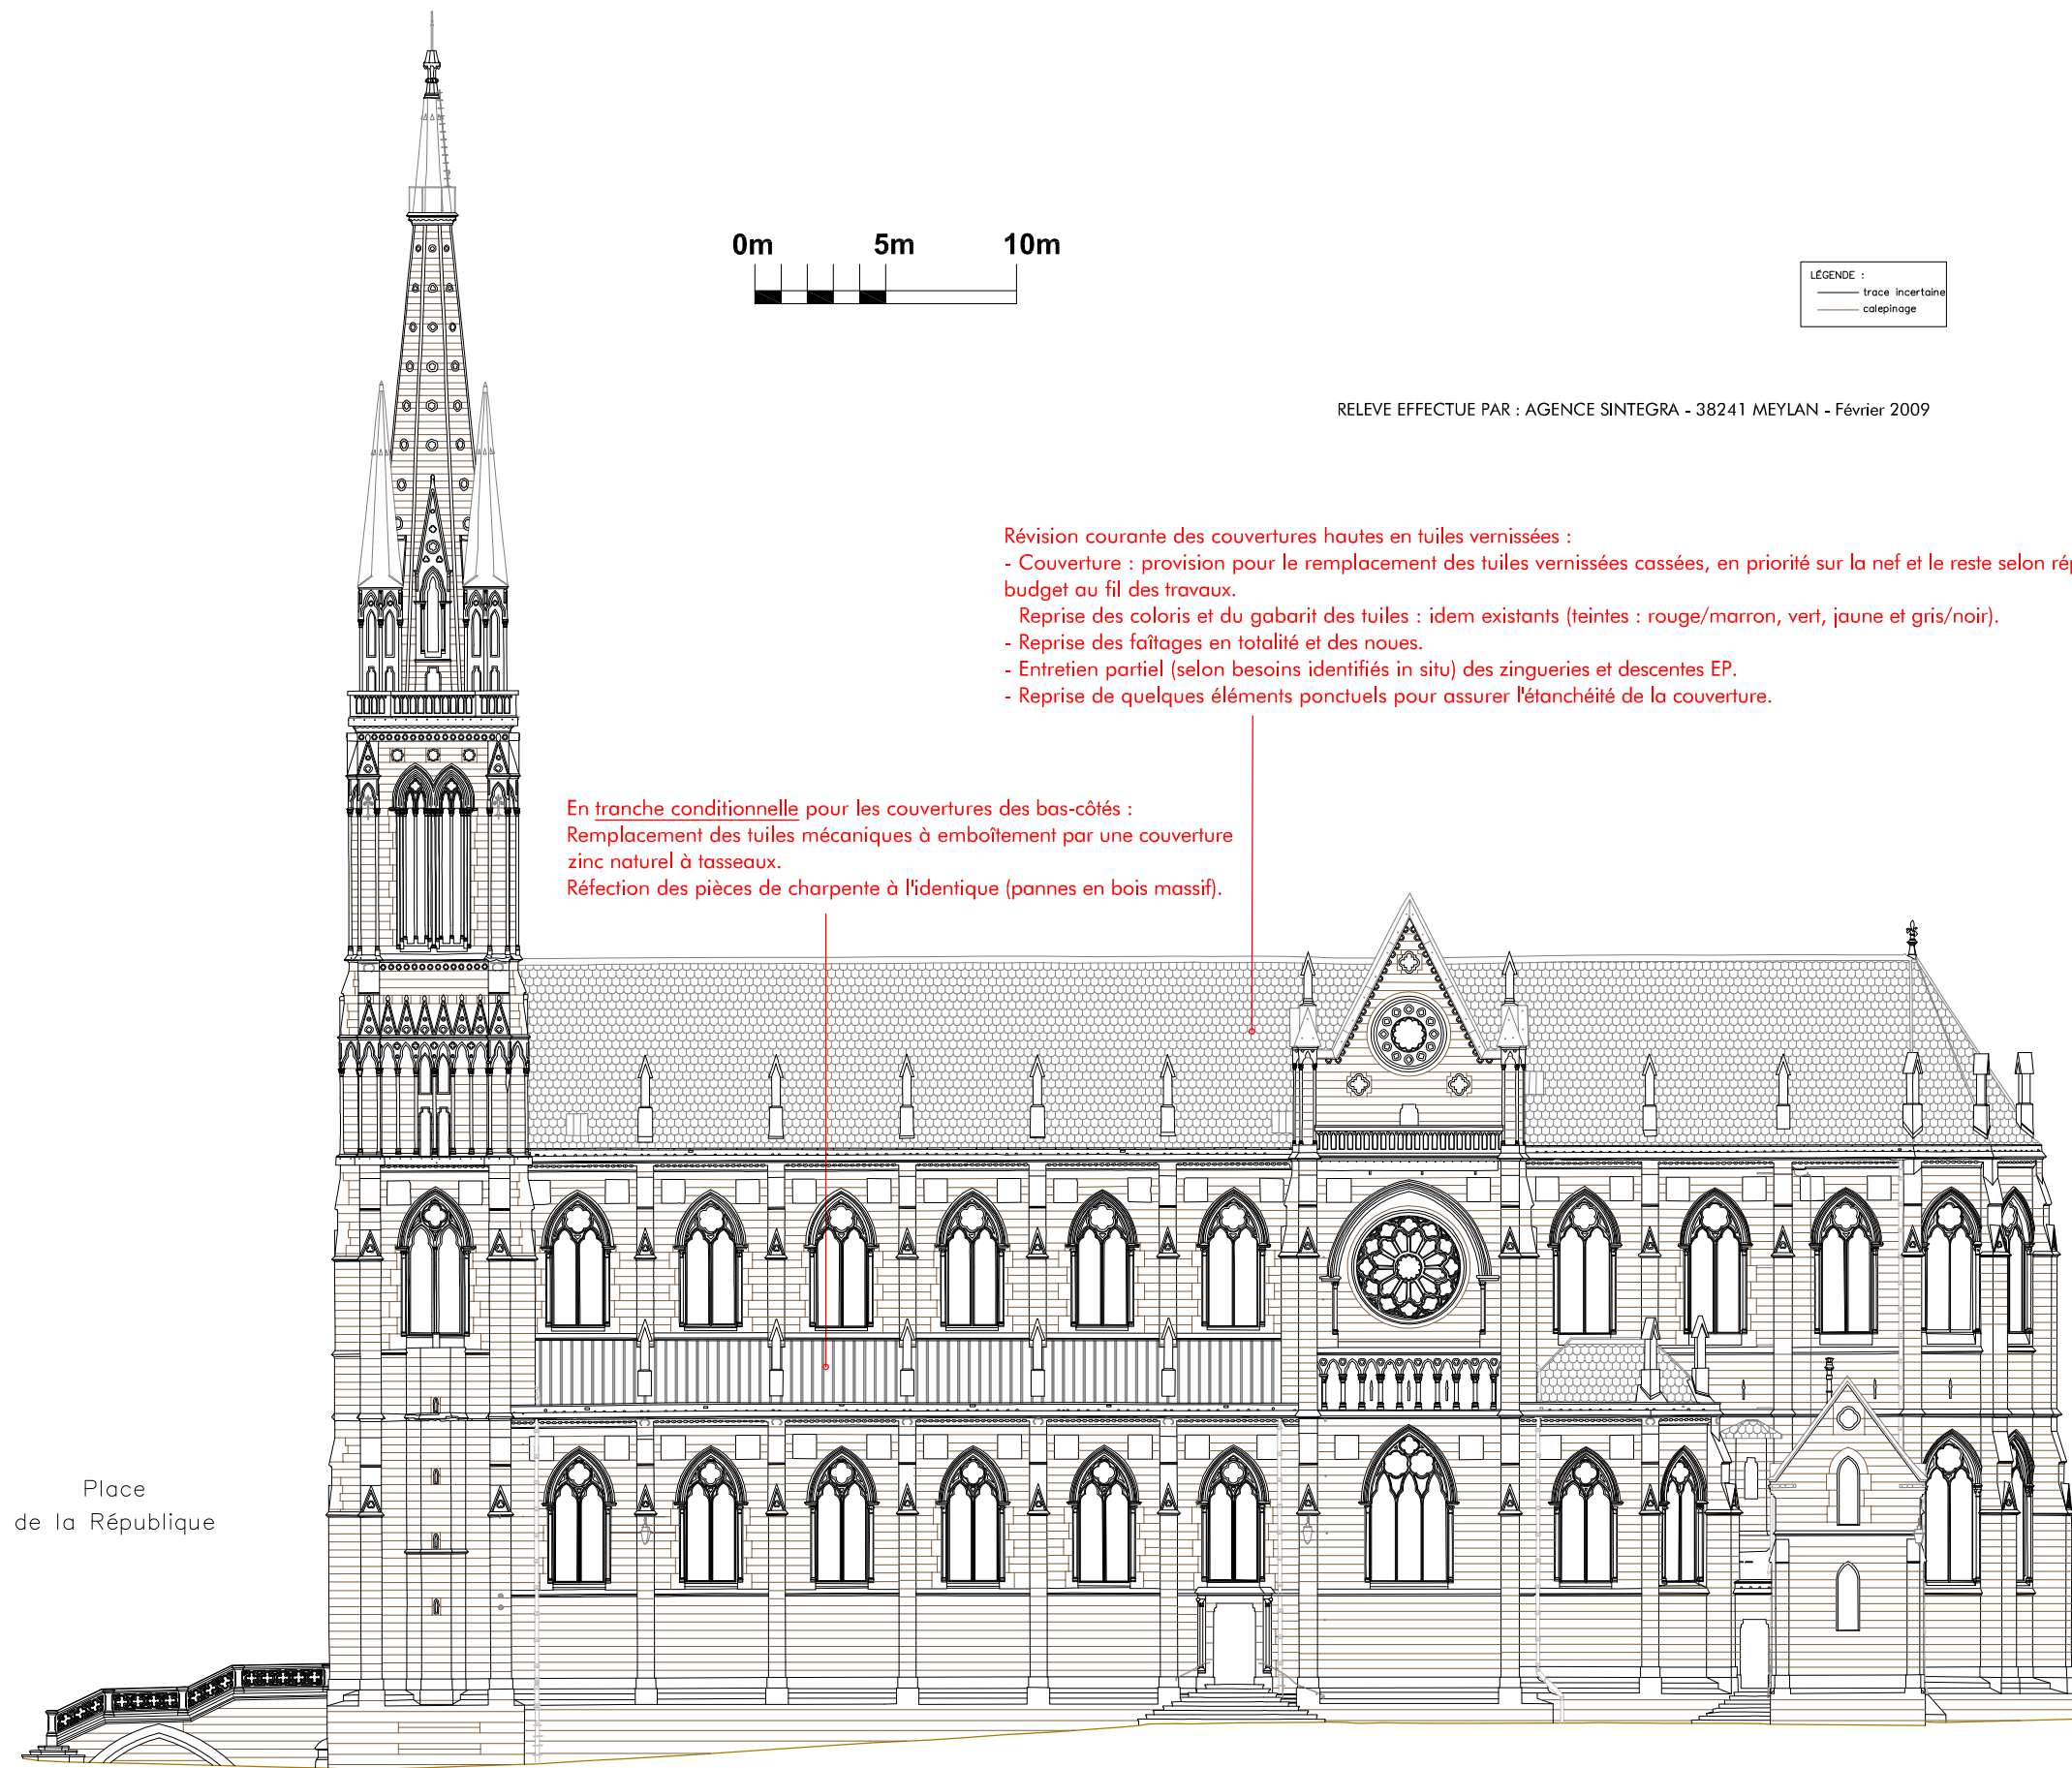 0m 5m 10m
LÉGENDE :
trace incertaine
calepinage
RELEVE EFFECTUE PAR : AGENCE SINTEGRA - 38241 MEYLAN - Février 2009
Révision courante des couvertures hautes en tuiles vernissées :
- Couverture : provision pour le remplacement des tuiles vernissées cassées, en priorité sur la nef et le reste selon
budget au fil des travaux.
Reprise des coloris et du gabarit des tuiles : idem existants (teintes : rouge/marron, vert, jaune et gris/noir).
- Reprise des faîtages en totalité et des noues.
- Entretien partiel (selon besoins identifiés in situ) des zingueries et descentes EP.
- Reprise de quelques éléments ponctuels pour assurer l'étanchéité de la couverture.
En tranche conditionnelle pour les couvertures des bas-côtés :
Remplacement des tuiles mécaniques à emboîtement par une couverture
zinc naturel à tasseaux.
Réfection des pièces de charpente à l'identique (pannes en bois massif).
Place
de la République